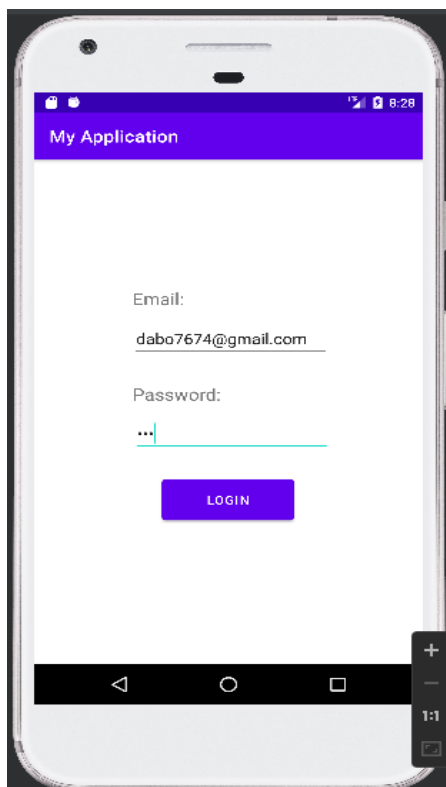 8:28
My Application
Email:
dabo7674@gmail.com
Password:
•••
LOGIN
1:1